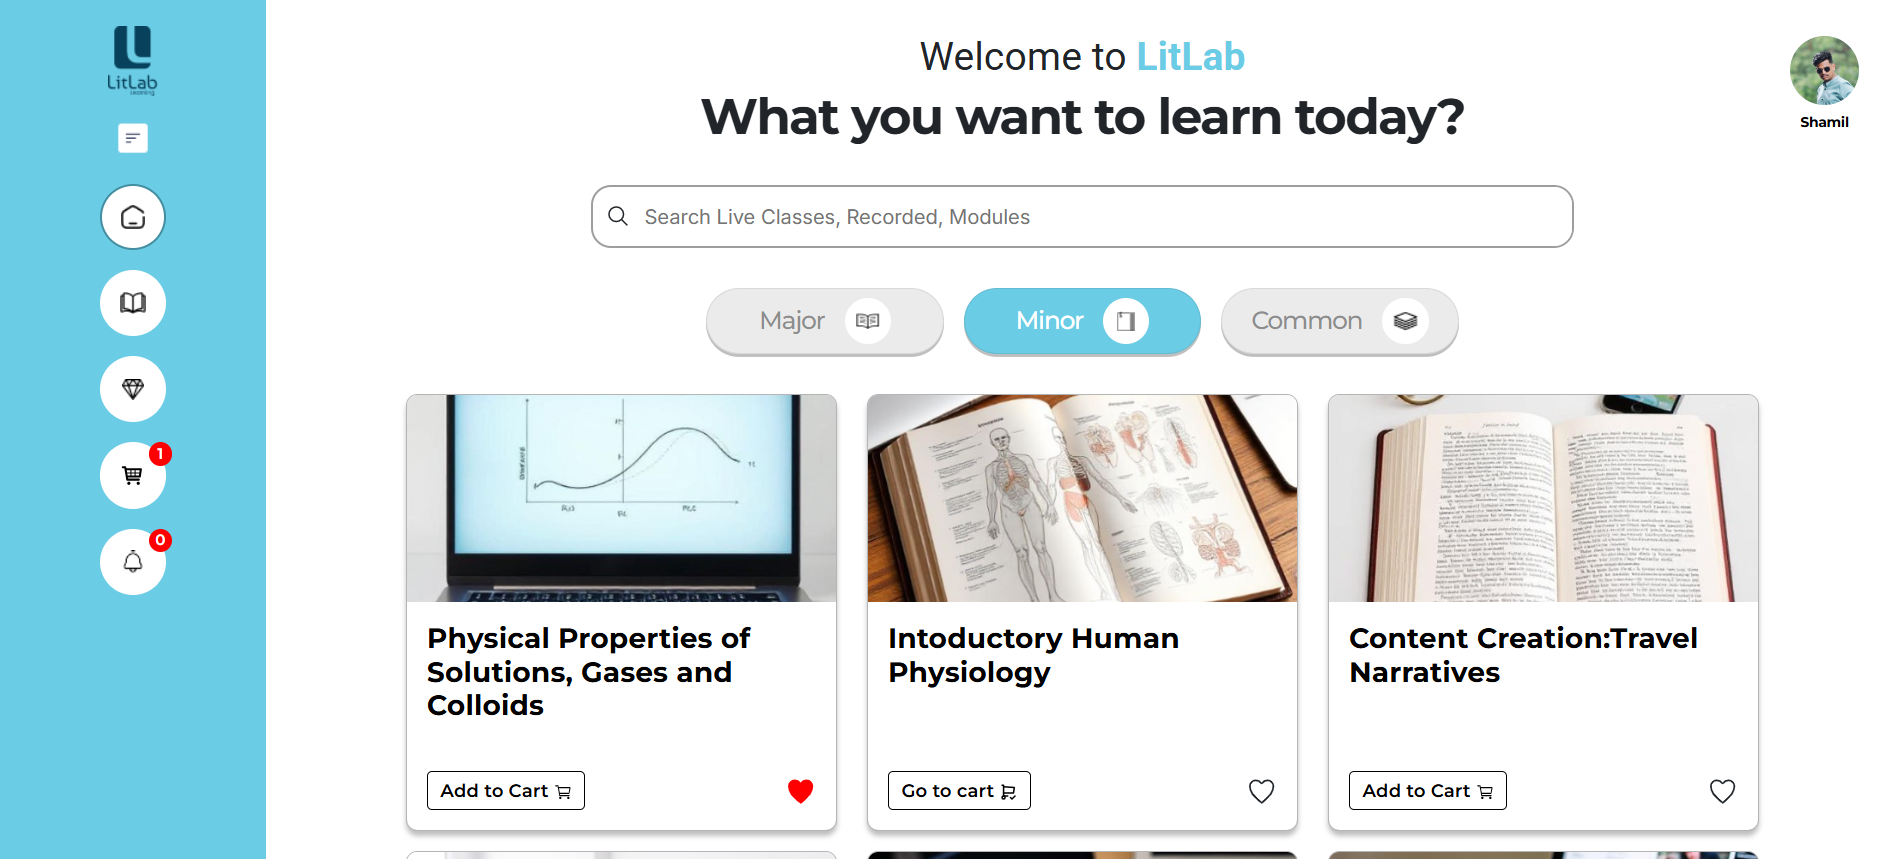 LitLab
Learning
Welcome to LitLab
What you want to learn today?
Shamil
Search Live Classes, Recorded, Modules
Major
Minor
Common
1
0
Physical Properties of
Solutions, Gases and
Colloids
Add to Cart
Intoductory Human
Physiology
Go to cart
Content Creation:Travel
Narratives
Add to Cart